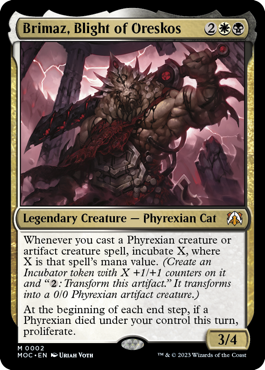 Brimaz, Blight of Oreskos 2
Legendary Creature — Phyrexian Cat
Whenever you cast a Phyrexian creature or
artifact creature spell, incubate X, where
X is that spell's mana value. (Create an
Incubator token with X +1/+1 counters on it
and “2: Transform this artifact.” It transforms
into a 0/0 Phyrexian artifact creature.)
At the beginning of each end step, if a
Phyrexian died under your control this turn,
proliferate.
3/4
M 0002
MOC • EN Uriah Voth
™ & © 2023 Wizards of the Coast